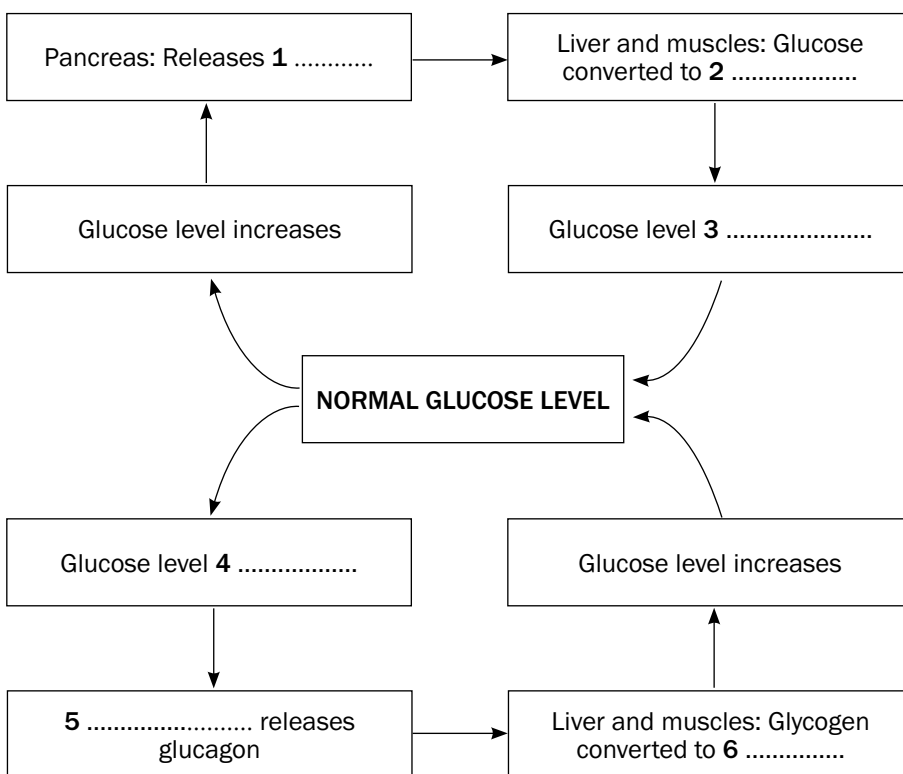 Pancreas: Releases 1 ............
Liver and muscles: Glucose
converted to 2 .....................
Glucose level increases
Glucose level 3 ......................
NORMAL GLUCOSE LEVEL
Glucose level 4 ..................
Glucose level increases
5 ......................... releases
glucagon
Liver and muscles: Glycogen
converted to 6 ...............